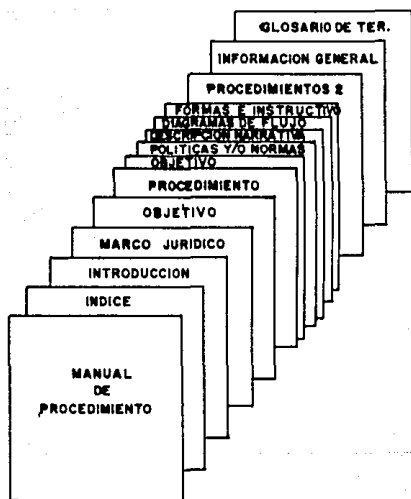 GLOSARIO DE TER.
INFORMACION GENERAL
PROCEDIMIENTOS 2
FORMAS E INSTRUCTIVO
DIAGRAMAS DE FLUJO
DESCRIPCION NARRATIVA
POLITICAS Y/O NORMAS
OBJETIVO
PROCEDIMIENTO
OBJETIVO
MARCO JURIDICO
INTRODUCCION
INDICE
MANUAL
DE
PROCEDIMIENTO